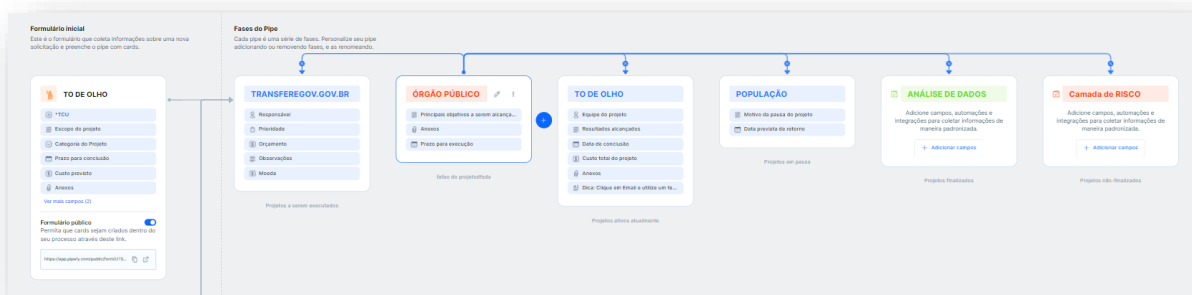 Formulário inicial
Este é o formulário que coleta informações sobre uma nova
solicitação e preenche o pipe com cards.
Fases do Pipe
Cada pipe é uma série de fases. Personalize seu pipe
adicionando ou removendo fases, e as renomeando.
TO DE OLHO
*TCU
Escopo do projeto
Categoria do Projeto
Prazo para conclusão
Custo previsto
Anexos
Ver mais campos (2)
Formulário público
Permita que cards sejam criados dentro do
seu processo através deste link.
TRANSFEREGOV.GOV.BR
Responsável
Prioridade
Orçamento
Observações
Moeda
Projetos a serem executados
ÓRGÃO PÚBLICO
Principais objetivos a serem alcança...
Anexos
Prazo para execução
TO DE OLHO
Equipe do projeto
Resultados alcançados
Data de conclusão
Custo total do projeto
Anexos
Dica: Clique em Email e utilize um te...
Projetos ativos atualmente
POPULAÇÃO
Motivo da pausa do projeto
Data prevista de retorno
Projetos em pausa
ANÁLISE DE DADOS
Adicione campos, automações e
integrações para coletar informações de
maneira padronizada.
+ Adicionar campos
Projetos finalizados
Camada de RISCO
Adicione campos, automações e
integrações para coletar informações de
maneira padronizada.
+ Adicionar campos
Projetos não-finalizados